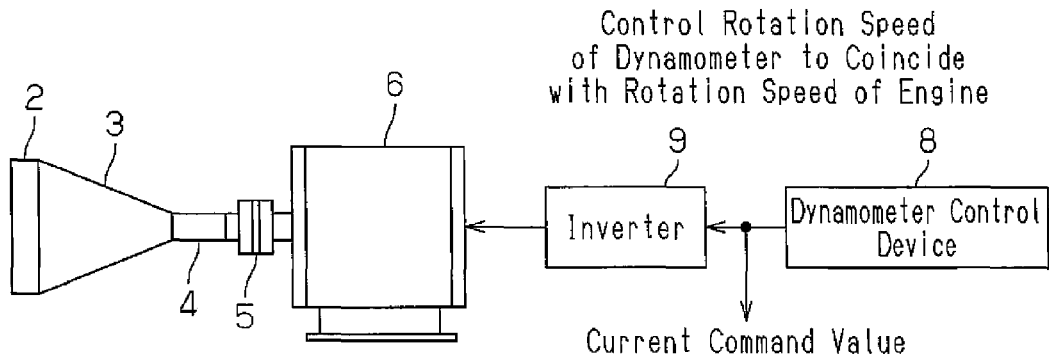 Control Rotation Speed
of Dynamometer to Coincide
with Rotation Speed of Engine
2
3
6
9
8
Inverter
Dynamometer Control
Device
4
5
Current Command Value